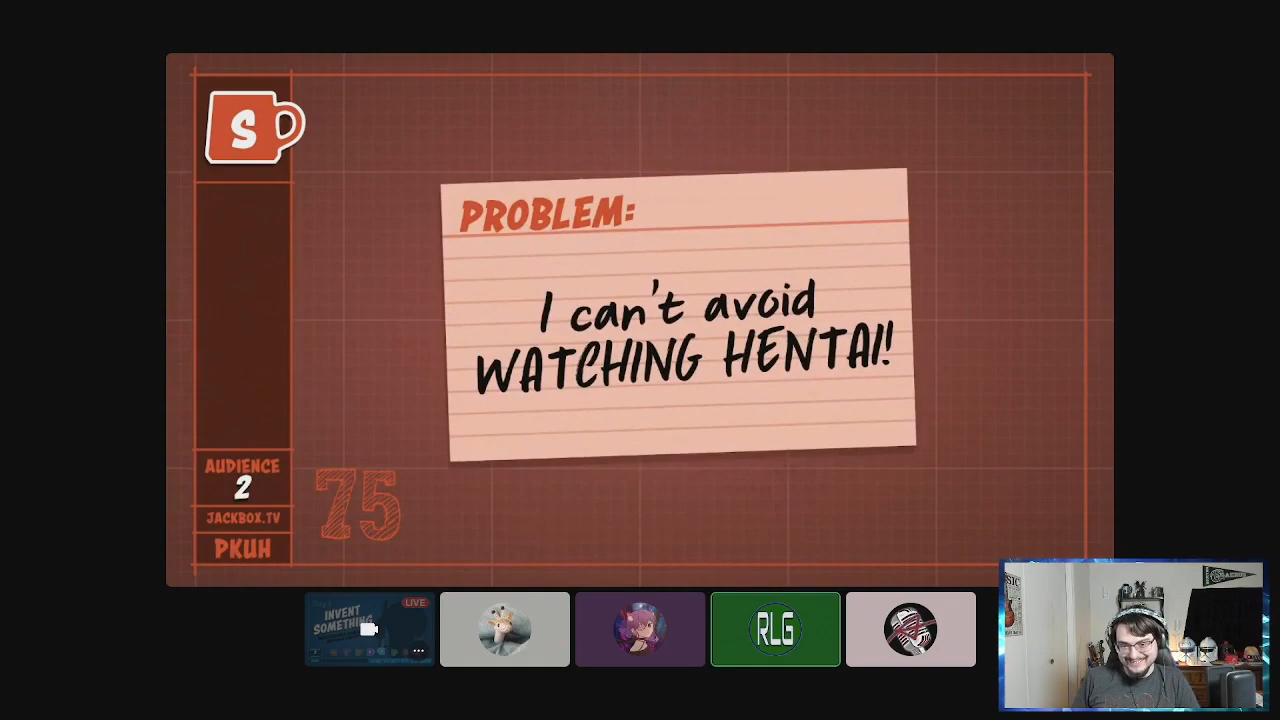 S
PROBLEM:
I can't avoid
WATCHING HENTAI!
AUDIENCE
2
JACKBOX.TV
PKUH
75
INVENT
SOMETHING
LIVE
RLG